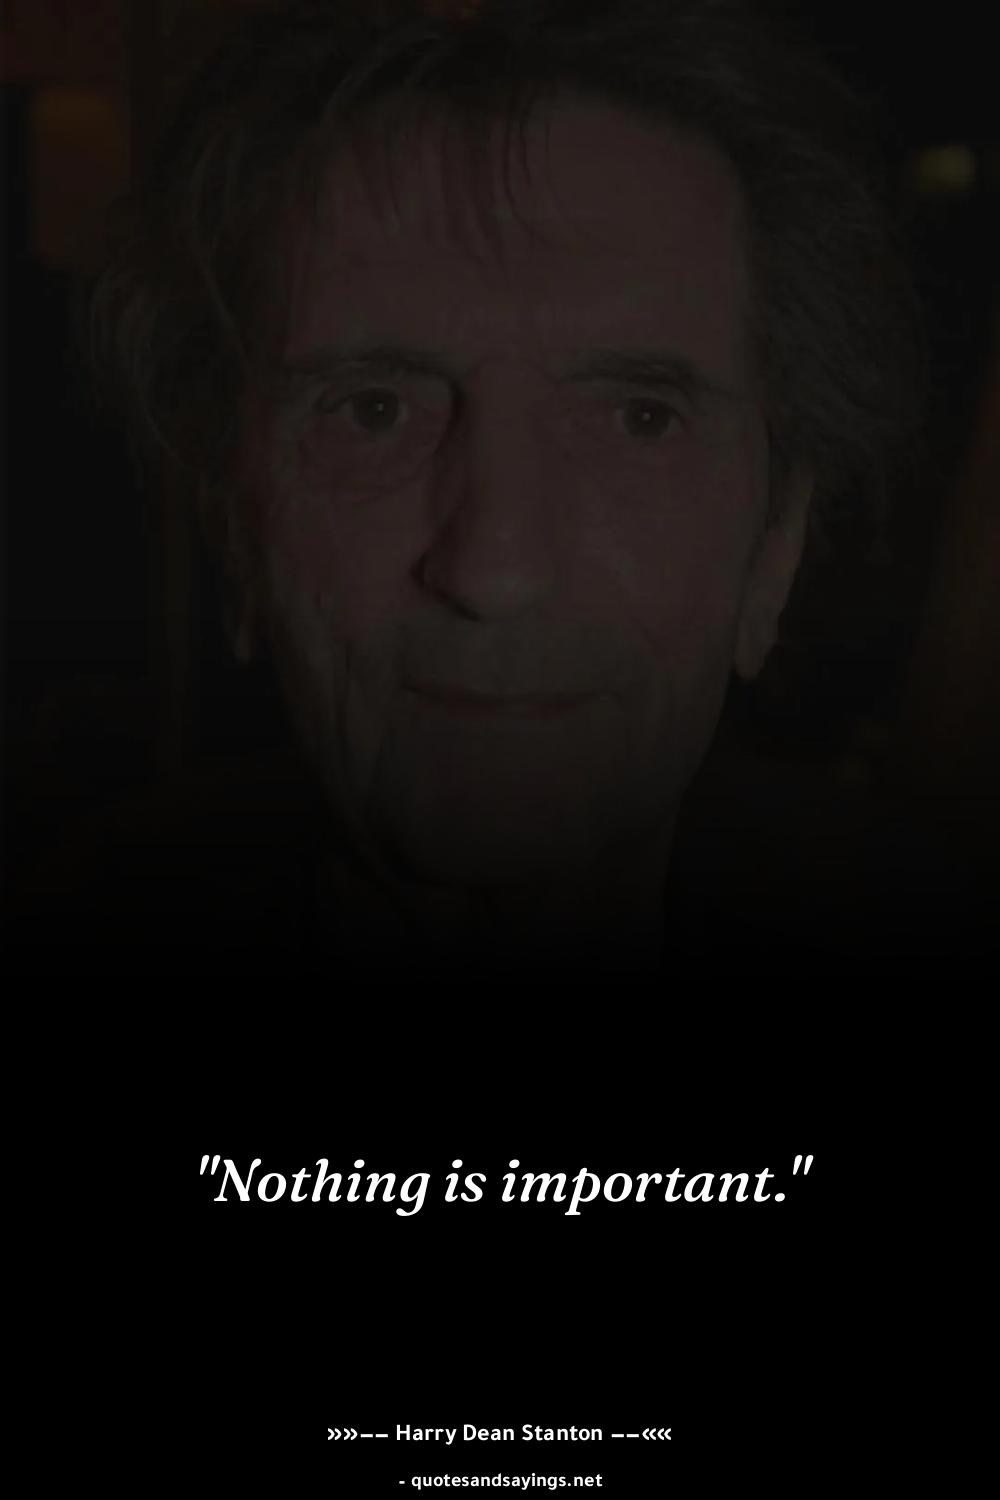 "Nothing is important."
»»–– Harry Dean Stanton ––««
- quotesandsayings.net